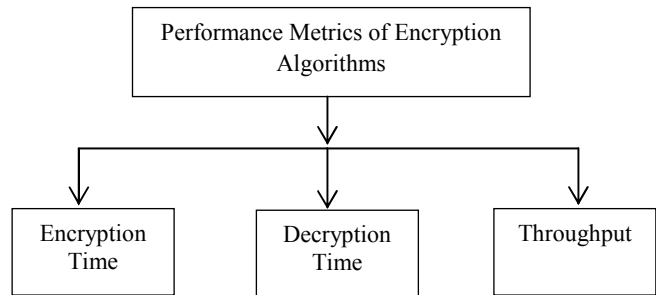 Performance Metrics of Encryption
Algorithms
Encryption
Time
Decryption
Time
Throughput